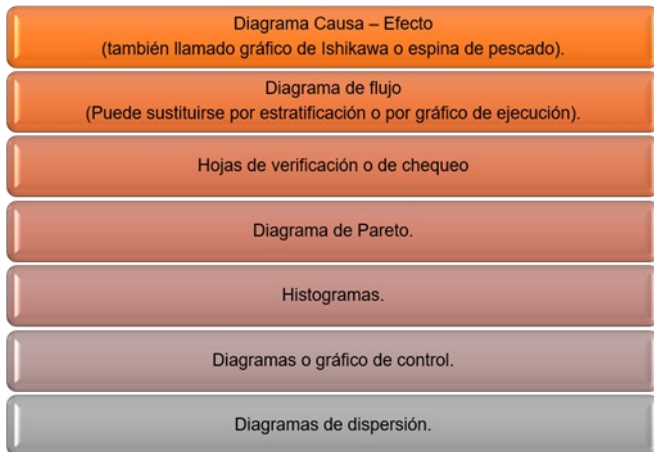 Diagrama Causa – Efecto
(también llamado gráfico de Ishikawa o espina de pescado).
Diagrama de flujo
(Puede sustituirse por estratificación o por gráfico de ejecución).
Hojas de verificación o de chequeo
Diagrama de Pareto.
Histogramas.
Diagramas o gráfico de control.
Diagramas de dispersión.